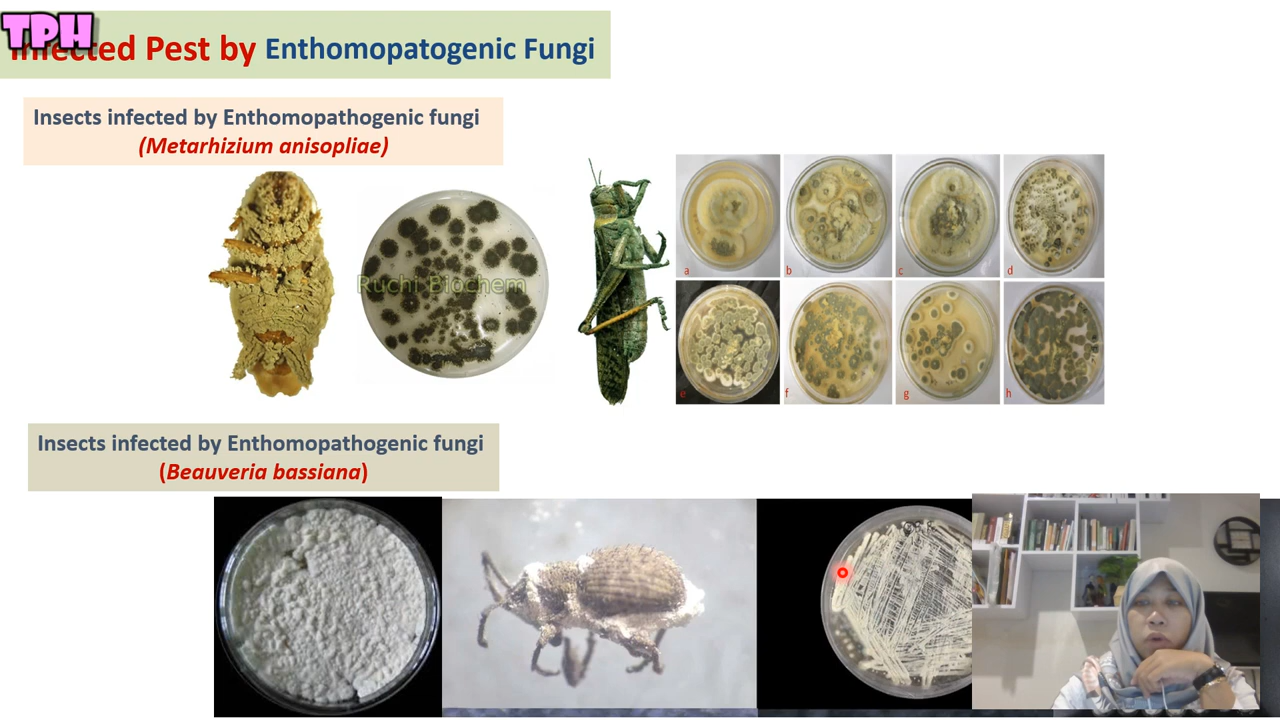 TPH
Infected Pest by Enthomopatogenic Fungi
Insects infected by Enthomopathogenic fungi
(Metarhizium anisopliae)
Ruchi Biochem
a b c d
e f g h
Insects infected by Enthomopathogenic fungi
(Beauveria bassiana)